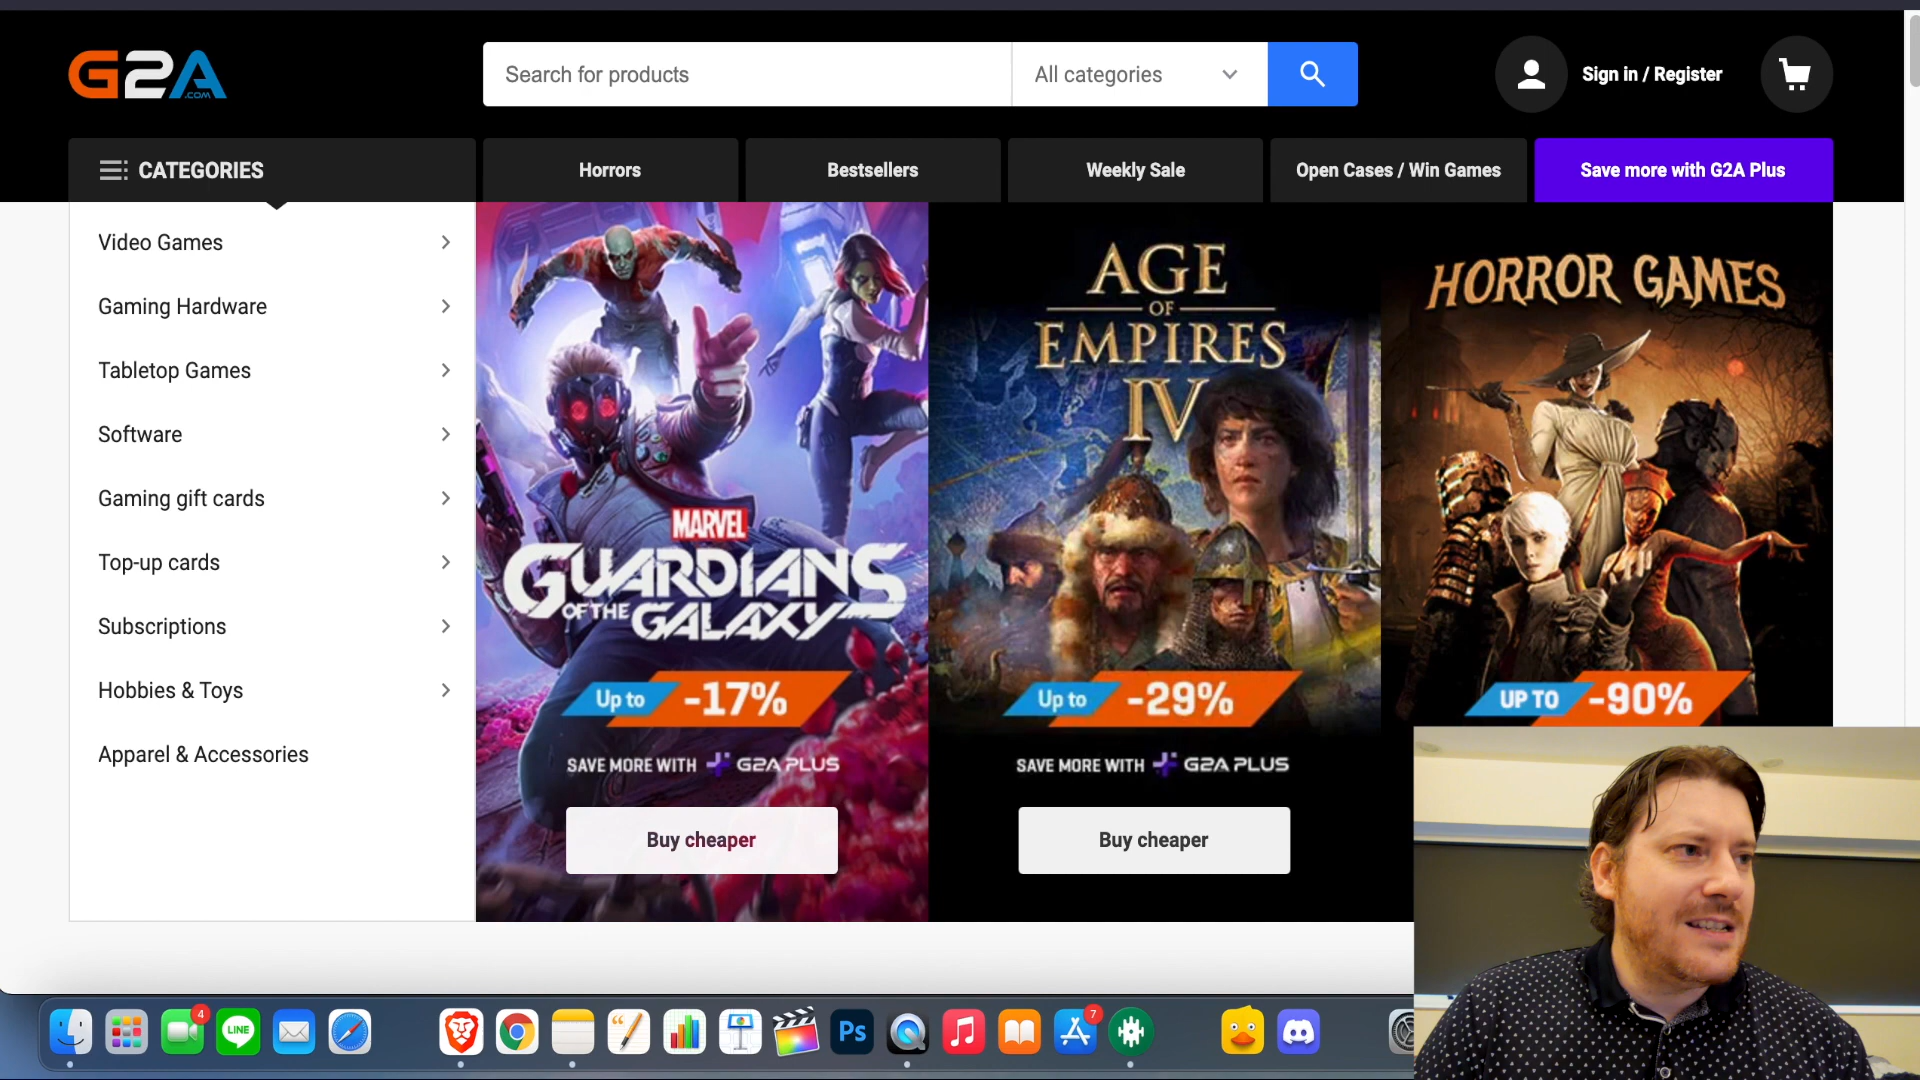 G2A
.COM
Search for products
All categories
Sign in / Register
CATEGORIES
Horrors
Bestsellers
Weekly Sale
Open Cases / Win Games
Save more with G2A Plus
Video Games
Gaming Hardware
Tabletop Games
Software
Gaming gift cards
Top-up cards
Subscriptions
Hobbies & Toys
Apparel & Accessories
MARVEL
GUARDIANS
OF THE
GALAXY
Up to -17%
SAVE MORE WITH G2A PLUS
Buy cheaper
AGE
OF
EMPIRES
IV
Up to -29%
SAVE MORE WITH G2A PLUS
Buy cheaper
HORROR GAMES
UP TO -90%
4
LINE
Ps
7